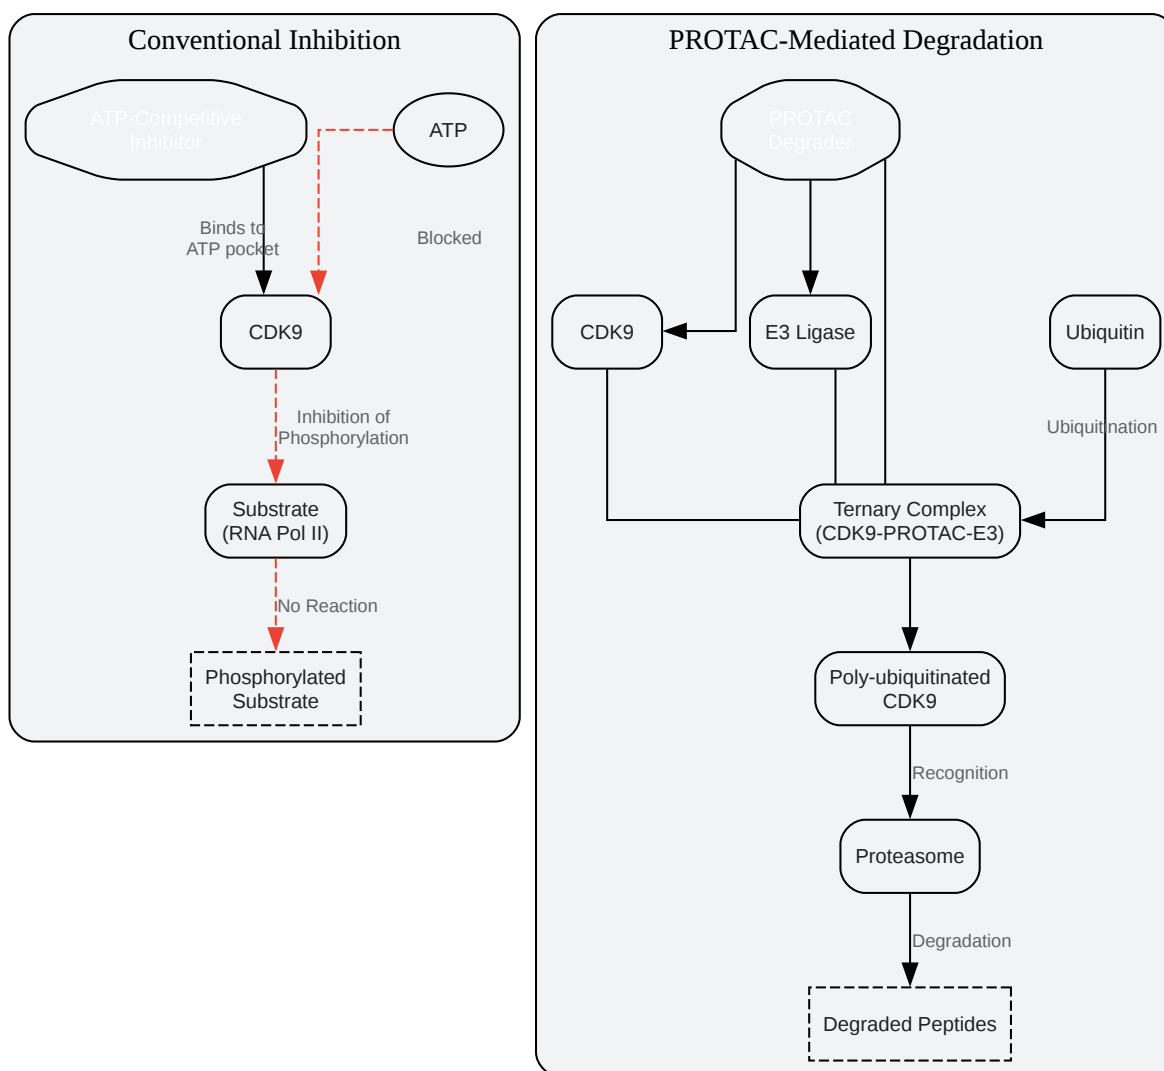 Conventional Inhibition
ATP-Competitive
Inhibitor
ATP
Binds to
ATP pocket
Blocked
CDK9
Inhibition of
Phosphorylation
Substrate
(RNA Pol II)
No Reaction
Phosphorylated
Substrate
PROTAC-Mediated Degradation
PROTAC
Degrader
CDK9
E3 Ligase
Ubiquitin
Ubiquitination
Ternary Complex
(CDK9-PROTAC-E3)
Poly-ubiquitinated
CDK9
Recognition
Proteasome
Degradation
Degraded Peptides